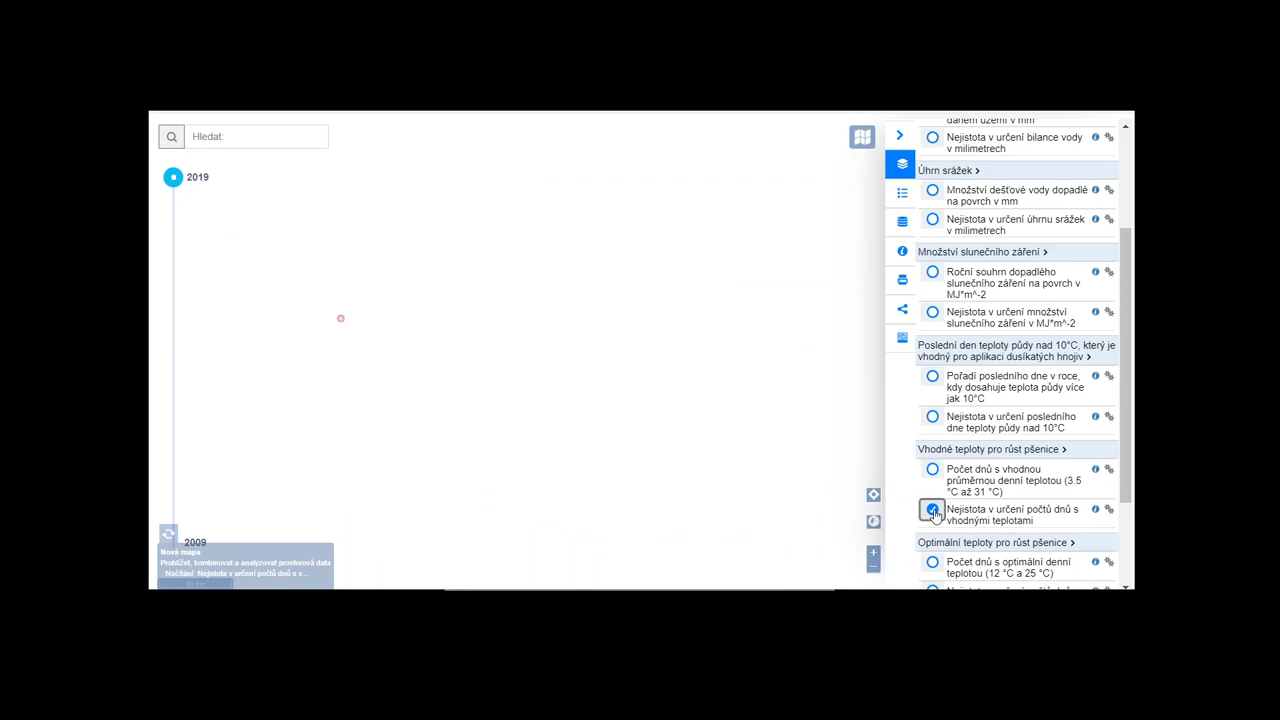 Hledat:
2019
2009
Nová mapa
Prohlížet, kombinovat a analyzovat prostorová data
Načítání: Nejistota v určení počtů dnů s v...
daném území v mm
Nejistota v určení bilance vody
v milimetrech
Úhrn srážek
Množství dešťové vody dopadlé
na povrch v mm
Nejistota v určení úhrnu srážek
v milimetrech
Množství slunečního záření
Roční souhrn dopadlého
slunečního záření na povrch v
MJ*m^-2
Nejistota v určení množství
slunečního záření v MJ*m^-2
Poslední den teploty půdy nad 10°C, který je
vhodný pro aplikaci dusíkatých hnojiv
Pořadí posledního dne v roce,
kdy dosahuje teplota půdy více
jak 10°C
Nejistota v určení posledního
dne teploty půdy nad 10°C
Vhodné teploty pro růst pšenice
Počet dnů s vhodnou
průměrnou denní teplotou (3.5
°C až 31 °C)
Nejistota v určení počtů dnů s
vhodnými teplotami
Optimální teploty pro růst pšenice
Počet dnů s optimální denní
teplotou (12 °C a 25 °C)